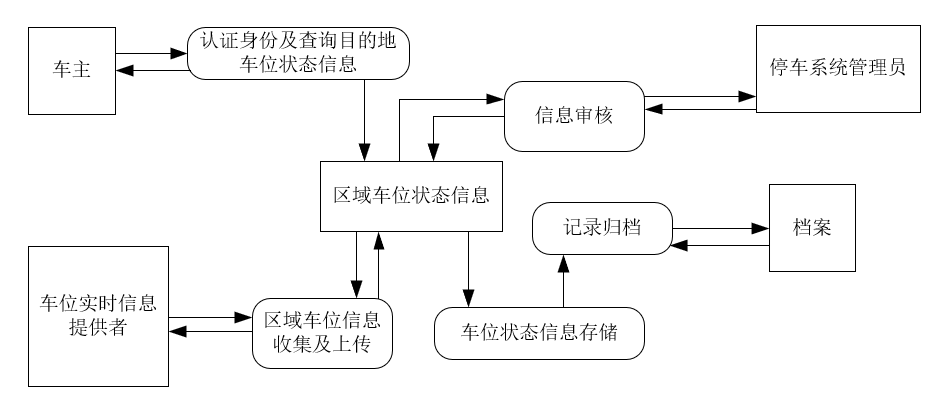 车主
认证身份及查询目的地
车位状态信息
停车系统管理员
信息审核
区域车位状态信息
记录归档
档案
车位实时信息
提供者
区域车位信息
收集及上传
车位状态信息存储